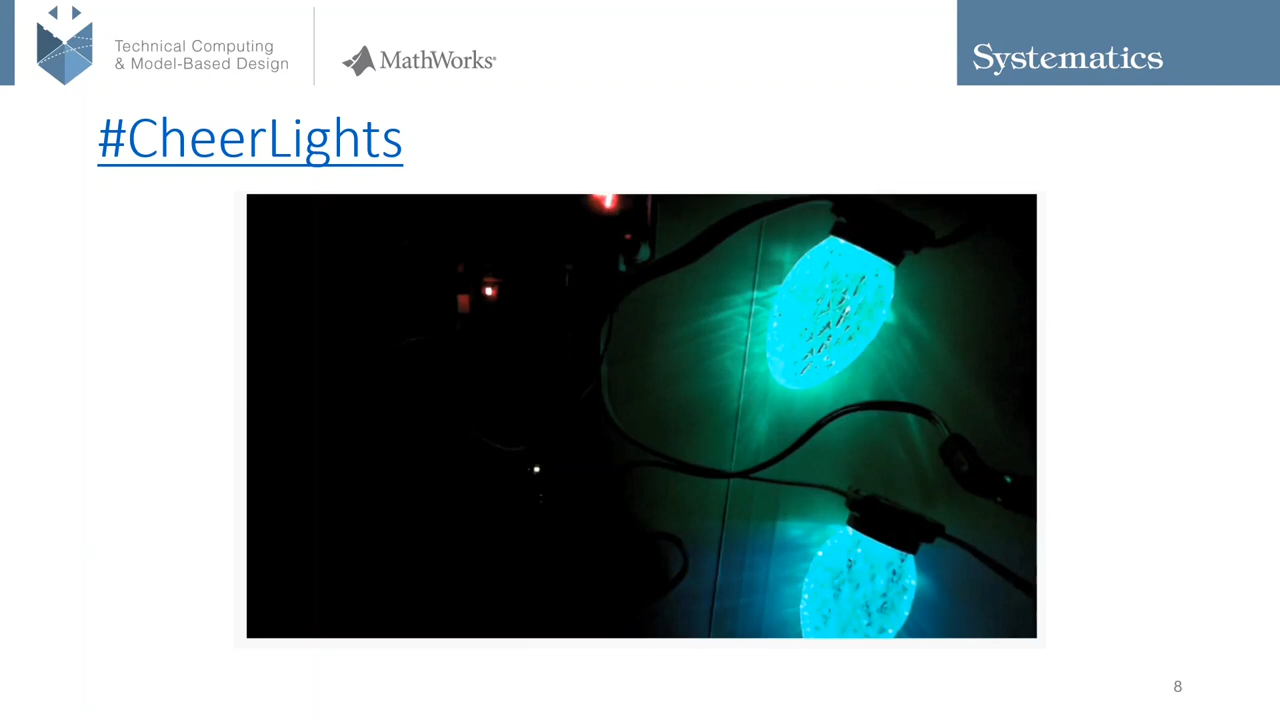 Technical Computing
& Model-Based Design
MathWorks®
Systematics
#CheerLights
8